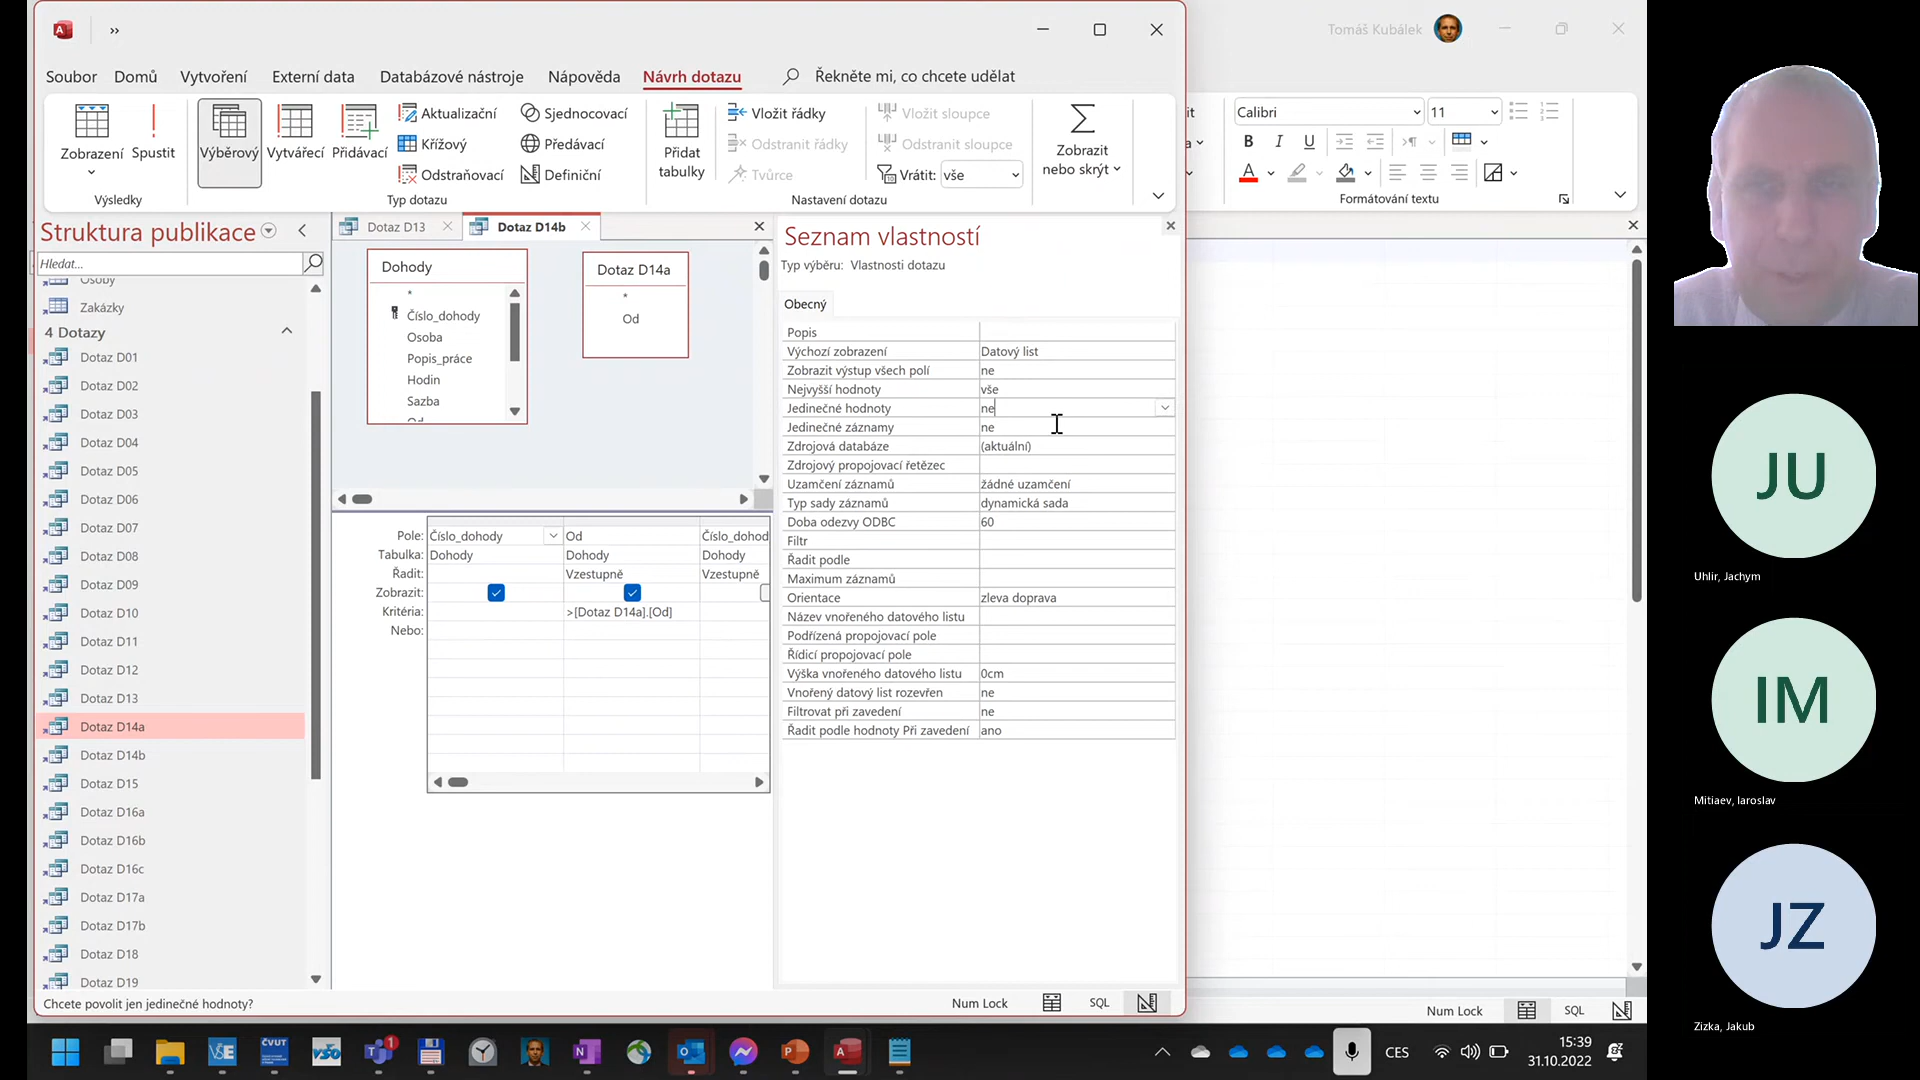 Tomáš Kubálek
Soubor Domů Vytvoření Externí data Databázové nástroje Nápověda Návrh dotazu Řekněte mi, co chcete udělat
Zobrazení
Spustit
Výběrový
Vytvářecí
Přidávací
Aktualizační
Křížový
Odstraňovací
Sjednocovací
Předávací
Definiční
Přidat
tabulky
Vložit řádky
Odstranit řádky
Tvůrce
Vložit sloupce
Odstranit sloupce
Vrátit: vše
Zobrazit
nebo skrýt
Výsledky
Typ dotazu
Nastavení dotazu
Calibri 11
B I U
Formátování textu
Struktura publikace
Hledat...
Osoby
Zakázky
4 Dotazy
Dotaz D01
Dotaz D02
Dotaz D03
Dotaz D04
Dotaz D05
Dotaz D06
Dotaz D07
Dotaz D08
Dotaz D09
Dotaz D10
Dotaz D11
Dotaz D12
Dotaz D13
Dotaz D14a
Dotaz D14b
Dotaz D15
Dotaz D16a
Dotaz D16b
Dotaz D16c
Dotaz D17a
Dotaz D17b
Dotaz D18
Dotaz D19
Dotaz D13
Dotaz D14b
Dohody
*
Číslo_dohody
Osoba
Popis_práce
Hodin
Sazba
Od
Dotaz D14a
*
Od
Pole: Číslo_dohody Od Číslo_dohod
Tabulka: Dohody Dohody Dohody
Řadit: Vzestupně Vzestupně
Zobrazit:
Kritéria: >[Dotaz D14a].[Od]
Nebo:
Seznam vlastností
Typ výběru: Vlastnosti dotazu
Obecný
Popis
Výchozí zobrazení Datový list
Zobrazit výstup všech polí ne
Nejvyšší hodnoty vše
Jedinečné hodnoty ne
Jedinečné záznamy ne
Zdrojová databáze (aktuální)
Zdrojový propojovací řetězec
Uzamčení záznamů žádné uzamčení
Typ sady záznamů dynamická sada
Doba odezvy ODBC 60
Filtr
Řadit podle
Maximum záznamů
Orientace zleva doprava
Název vnořeného datového listu
Podřízená propojovací pole
Řídicí propojovací pole
Výška vnořeného datového listu 0cm
Vnořený datový list rozevřen ne
Filtrovat při zavedení ne
Řadit podle hodnoty Při zavedení ano
Chcete povolit jen jedinečné hodnoty?
Num Lock SQL
Num Lock SQL
CES
15:39
31.10.2022
JU
Uhlir, Jachym
IM
Mitiaev, Iaroslav
JZ
Zizka, Jakub